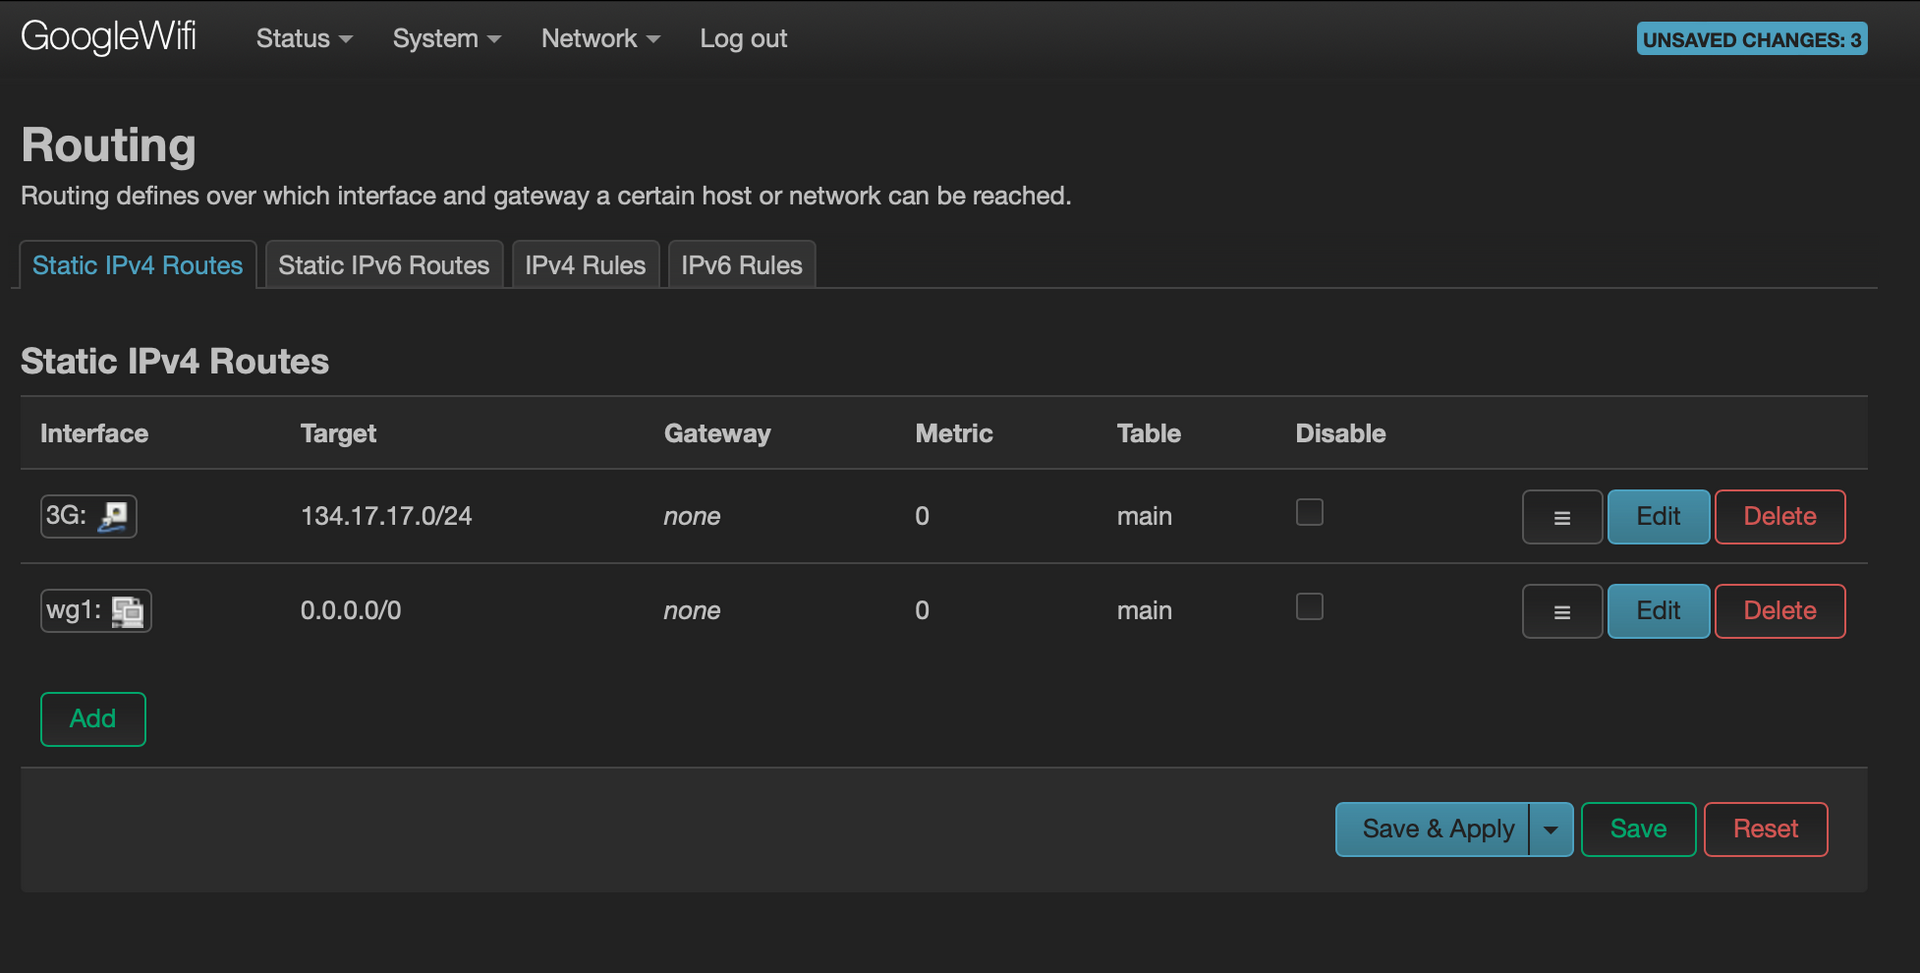 GoogleWifi Status System Network Log out UNSAVED CHANGES: 3
Routing
Routing defines over which interface and gateway a certain host or network can be reached.
Static IPv4 Routes Static IPv6 Routes IPv4 Rules IPv6 Rules
Static IPv4 Routes
Interface Target Gateway Metric Table Disable
3G: 134.17.17.0/24 none 0 main ≡ Edit Delete
wg1: 0.0.0.0/0 none 0 main ≡ Edit Delete
Add
Save & Apply Save Reset